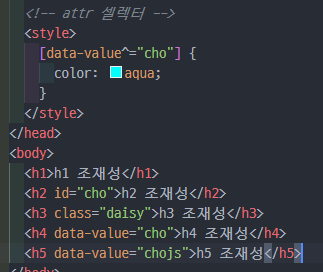 <!-- attr 셀렉터 -->
<style>
[data-value^="cho"] {
color: aqua;
}
</style>
</head>
<body>
<h1>h1 조재성</h1>
<h2 id="cho">h2 조재성</h2>
<h3 class="daisy">h3 조재성</h3>
<h4 data-value="cho">h4 조재성</h4>
<h5 data-value="chojs">h5 조재성</h5>
</body>